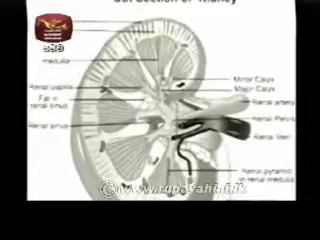 Cut Section of Kidney
medulla
Renal papilla
Fat in
renal sinus
Renal sinus
Minor Calyx
Major Calyx
Renal artery
Renal Pelvis
Renal Vein
Renal pyramid
in renal medulla
www.rupavahini.lk